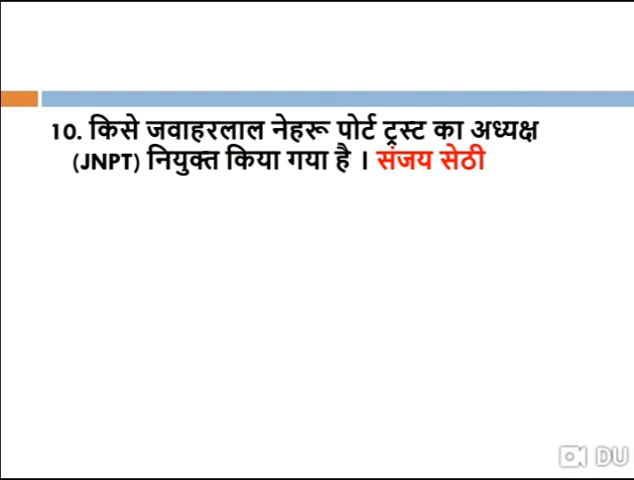 10. किसे जवाहरलाल नेहरू पोर्ट ट्रस्ट का अध्यक्ष
(JNPT) नियुक्त किया गया है । संजय सेठी
DU